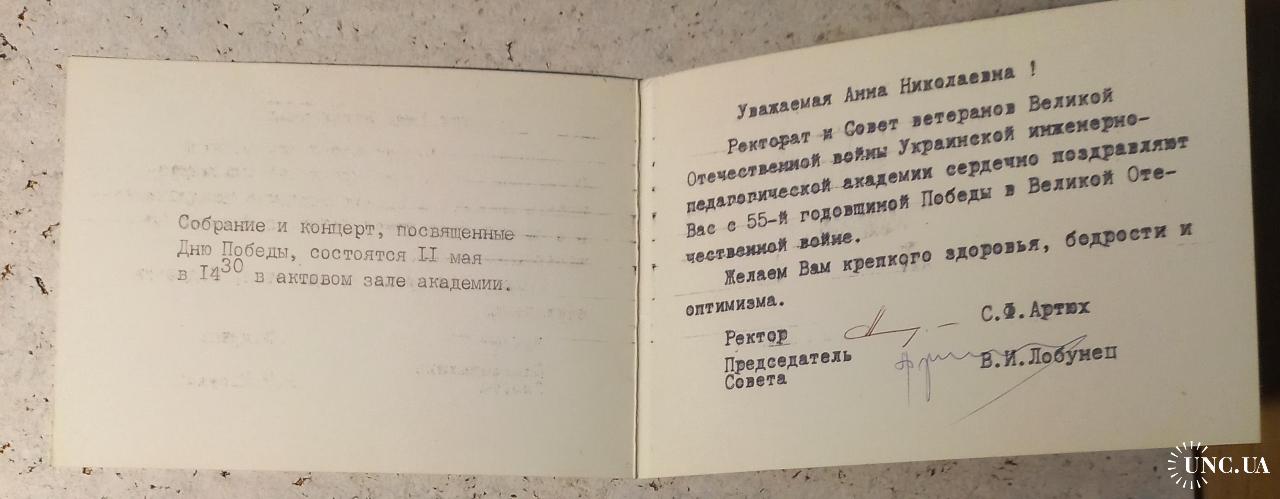 Собрание и концерт, посвященные
Дню Победы, состоятся II мая
в I4³⁰ в актовом зале академии.
Уважаемая Анна Николаевна !
Ректорат и Совет ветеранов Великой
Отечественной войны Украинской инженерно-
педагогической академии сердечно поздравляют
Вас с 55-й годовщиной Победы в Великой Оте-
чественной войне.
Желаем Вам крепкого здоровья, бодрости и
оптимизма.
Ректор С.Ф.Артюх
Председатель
Совета В.И.Лобунец
UNC.UA